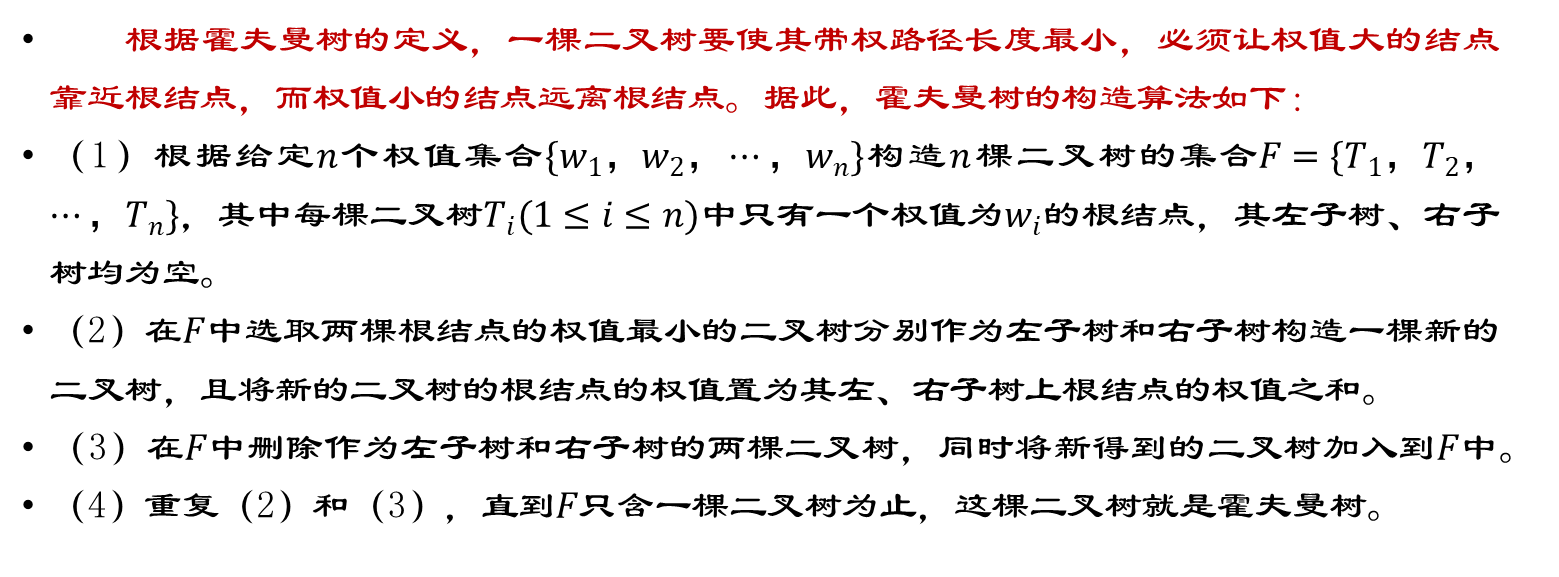 • 根据霍夫曼树的定义，一棵二叉树要使其带权路径长度最小，必须让权值大的结点
靠近根结点，而权值小的结点远离根结点。据此，霍夫曼树的构造算法如下：
• （1）根据给定n个权值集合{w₁，w₂，⋯，wₙ}构造n棵二叉树的集合F = {T₁，T₂，
⋯，Tₙ}，其中每棵二叉树Tᵢ(1 ≤ i ≤ n)中只有一个权值为wᵢ的根结点，其左子树、右子
树均为空。
• （2）在F中选取两棵根结点的权值最小的二叉树分别作为左子树和右子树构造一棵新的
二叉树，且将新的二叉树的根结点的权值置为其左、右子树上根结点的权值之和。
• （3）在F中删除作为左子树和右子树的两棵二叉树，同时将新得到的二叉树加入到F中。
• （4）重复（2）和（3），直到F只含一棵二叉树为止，这棵二叉树就是霍夫曼树。